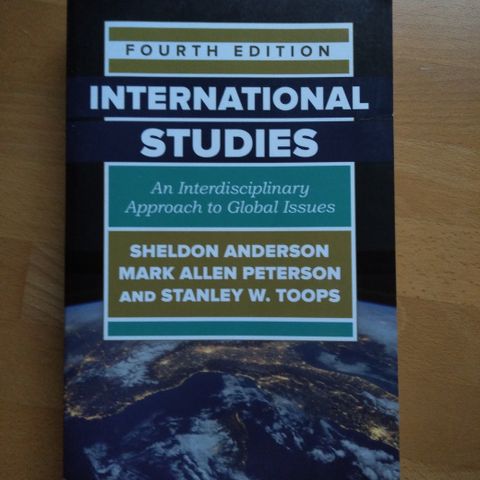 FOURTH EDITION
INTERNATIONAL
STUDIES
An Interdisciplinary
Approach to Global Issues
SHELDON ANDERSON
MARK ALLEN PETERSON
AND STANLEY W. TOOPS